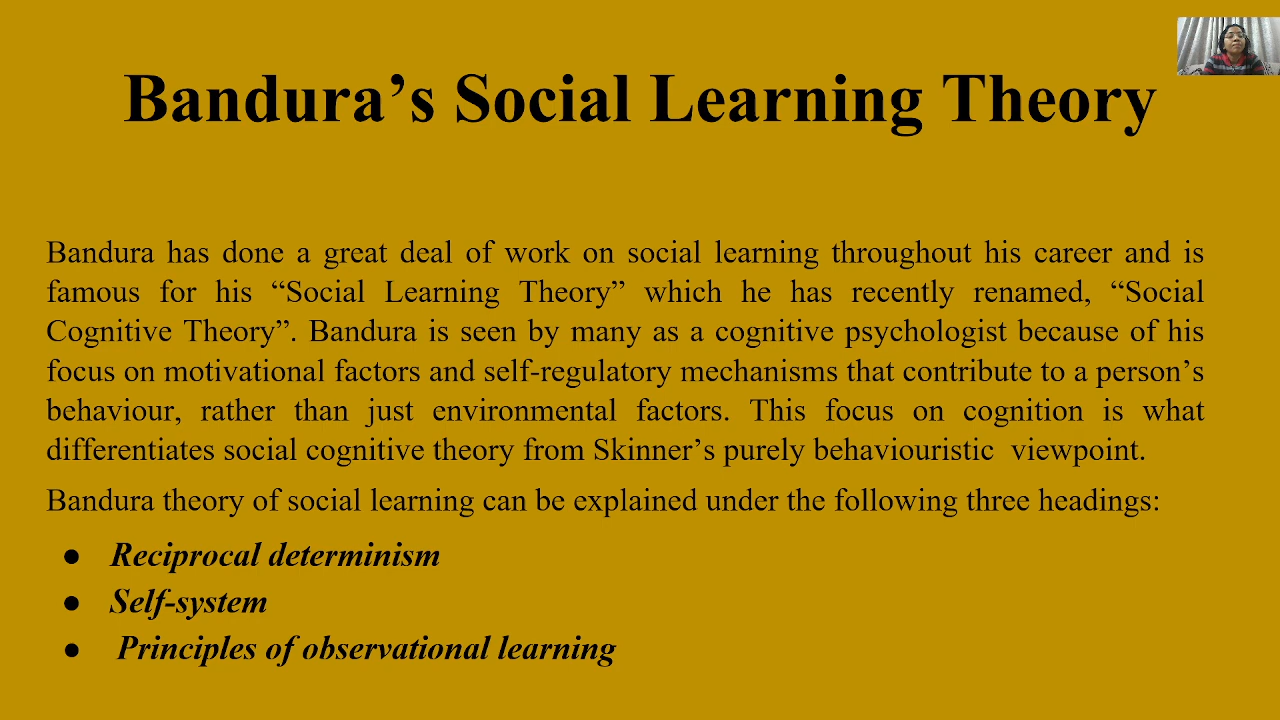 Bandura’s Social Learning Theory
Bandura has done a great deal of work on social learning throughout his career and is
famous for his “Social Learning Theory” which he has recently renamed, “Social
Cognitive Theory”. Bandura is seen by many as a cognitive psychologist because of his
focus on motivational factors and self-regulatory mechanisms that contribute to a person’s
behaviour, rather than just environmental factors. This focus on cognition is what
differentiates social cognitive theory from Skinner’s purely behaviouristic  viewpoint.
Bandura theory of social learning can be explained under the following three headings:
● Reciprocal determinism
● Self-system
● Principles of observational learning